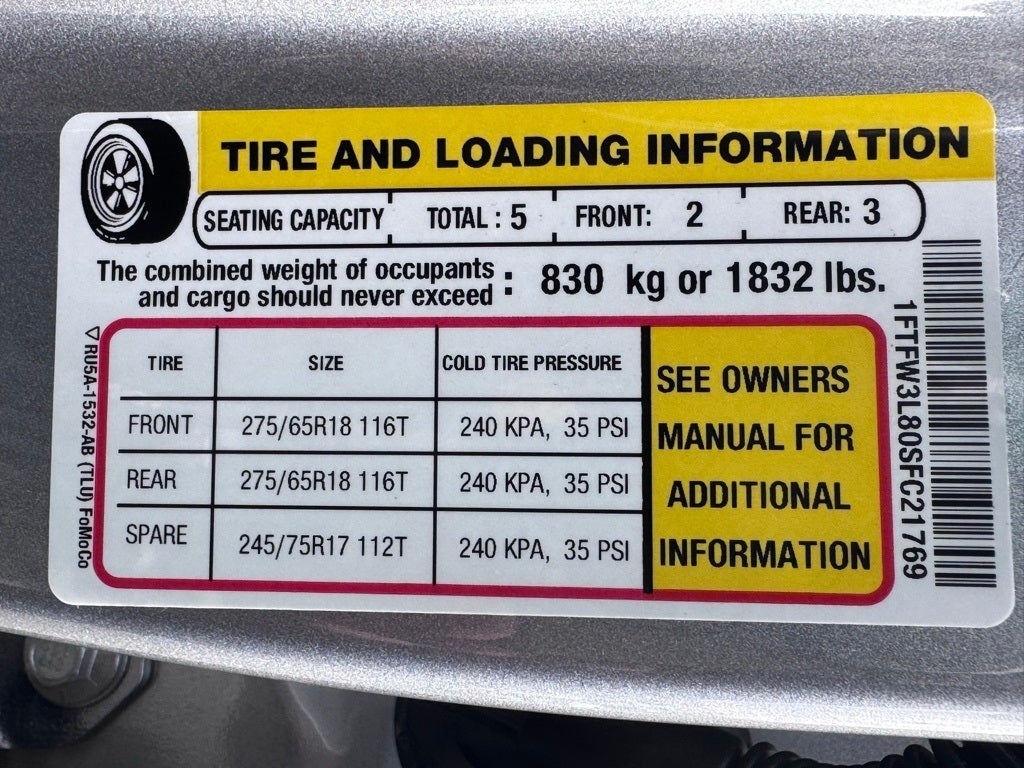 TIRE AND LOADING INFORMATION
SEATING CAPACITY TOTAL : 5 FRONT: 2 REAR: 3
The combined weight of occupants
and cargo should never exceed : 830 kg or 1832 lbs.
TIRE SIZE COLD TIRE PRESSURE
FRONT 275/65R18 116T 240 KPA, 35 PSI
REAR 275/65R18 116T 240 KPA, 35 PSI
SPARE 245/75R17 112T 240 KPA, 35 PSI
SEE OWNERS
MANUAL FOR
ADDITIONAL
INFORMATION
RU5A-1532-AB (TLU) FoMoCo
1FTFW3L80SFC21769